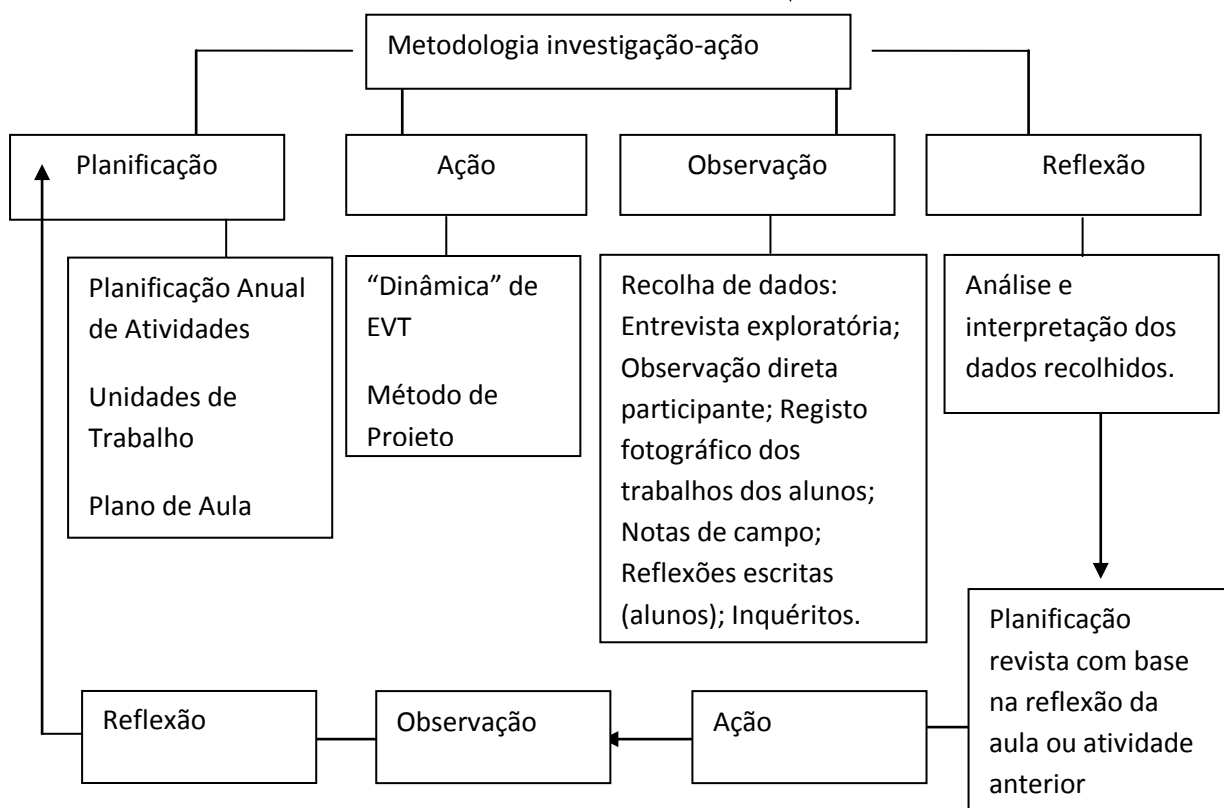 Metodologia investigação-ação
Planificação
Ação
Observação
Reflexão
Planificação Anual
de Atividades
Unidades de
Trabalho
Plano de Aula
“Dinâmica” de
EVT
Método de
Projeto
Recolha de dados:
Entrevista exploratória;
Observação direta
participante; Registo
fotográfico dos
trabalhos dos alunos;
Notas de campo;
Reflexões escritas
(alunos); Inquéritos.
Análise e
interpretação dos
dados recolhidos.
Planificação
revista com base
na reflexão da
aula ou atividade
anterior
Reflexão
Observação
Ação